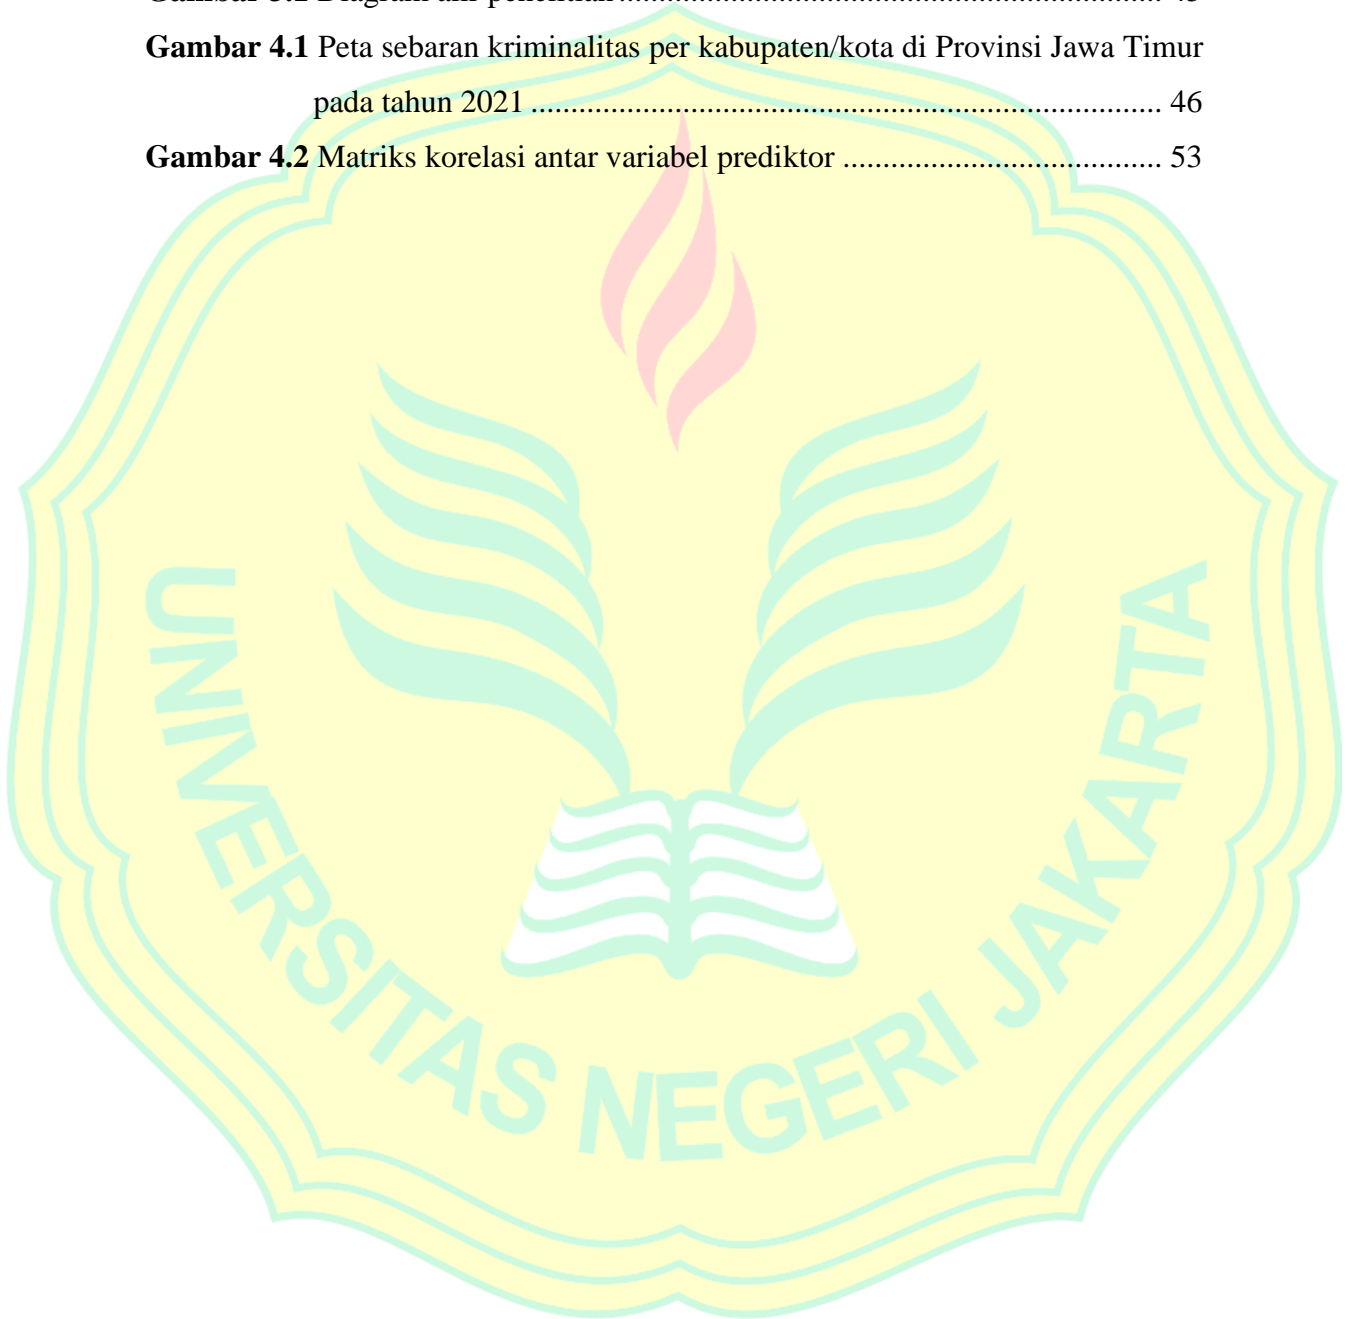 Gambar 4.1 Peta sebaran kriminalitas per kabupaten/kota di Provinsi Jawa Timur
pada tahun 2021 ............................................................................... 46
Gambar 4.2 Matriks korelasi antar variabel prediktor ........................................ 53
UNIVERSITAS NEGERI JAKARTA